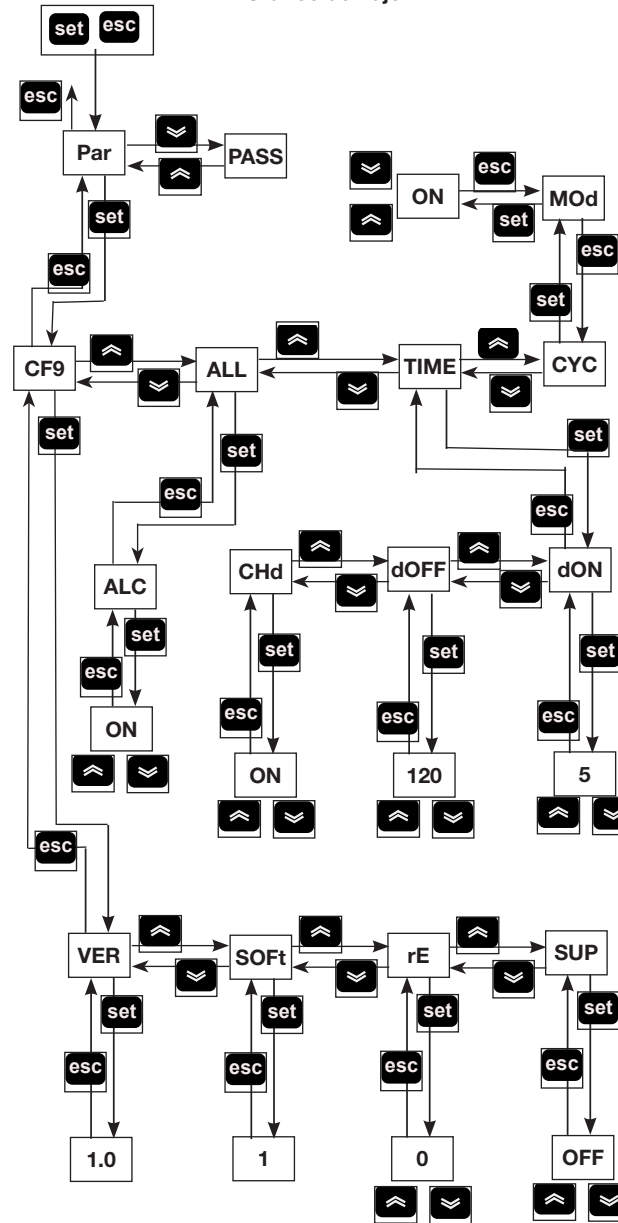 set esc
esc
Par PASS
esc
ON MOd
set set
esc
esc
set
CF9 ALL TIME CYC
set set
set
esc
esc
CHd dOFF dON
ALC
set
set set set
esc
esc esc esc
ON
ON 120 5
esc
VER SOFt rE SUP
set set set set
esc esc esc esc
1.0 1 0 OFF